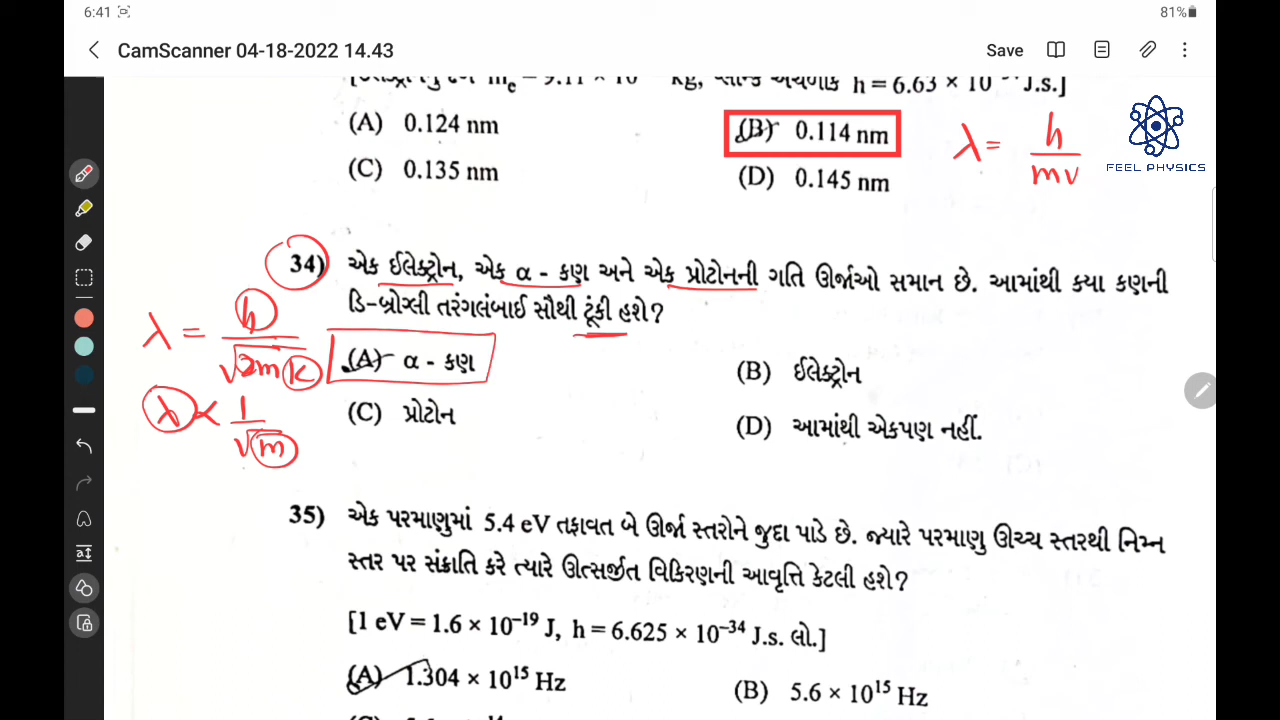 6:41
81%
CamScanner 04-18-2022 14.43
Save
h = 6.63 × 10 J.s.]
(A) 0.124 nm
(B) 0.114 nm
(C) 0.135 nm
(D) 0.145 nm
λ = h / mv
FEEL PHYSICS
34) એક ઈલેક્ટ્રોન, એક α - કણ અને એક પ્રોટોનની ગતિ ઊર્જાઓ સમાન છે. આમાંથી ક્યા કણની
ડિ-બ્રોગ્લી તરંગલંબાઈ સૌથી ટૂંકી હશે?
λ = h / √2mk
(A) α - કણ
(B) ઈલેક્ટ્રોન
λ ∝ 1 / √m
(C) પ્રોટોન
(D) આમાંથી એકપણ નહીં.
35) એક પરમાણુમાં 5.4 eV તફાવત બે ઊર્જા સ્તરોને જુદા પાડે છે. જ્યારે પરમાણુ ઊચ્ચ સ્તરથી નિમ્ન
સ્તર પર સંક્રાતિ કરે ત્યારે ઊત્સર્જીત વિકિરણની આવૃત્તિ કેટલી હશે?
[1 eV = 1.6 × 10⁻¹⁹ J, h = 6.625 × 10⁻³⁴ J.s. લો.]
(A) 1.304 × 10¹⁵ Hz
(B) 5.6 × 10¹⁵ Hz